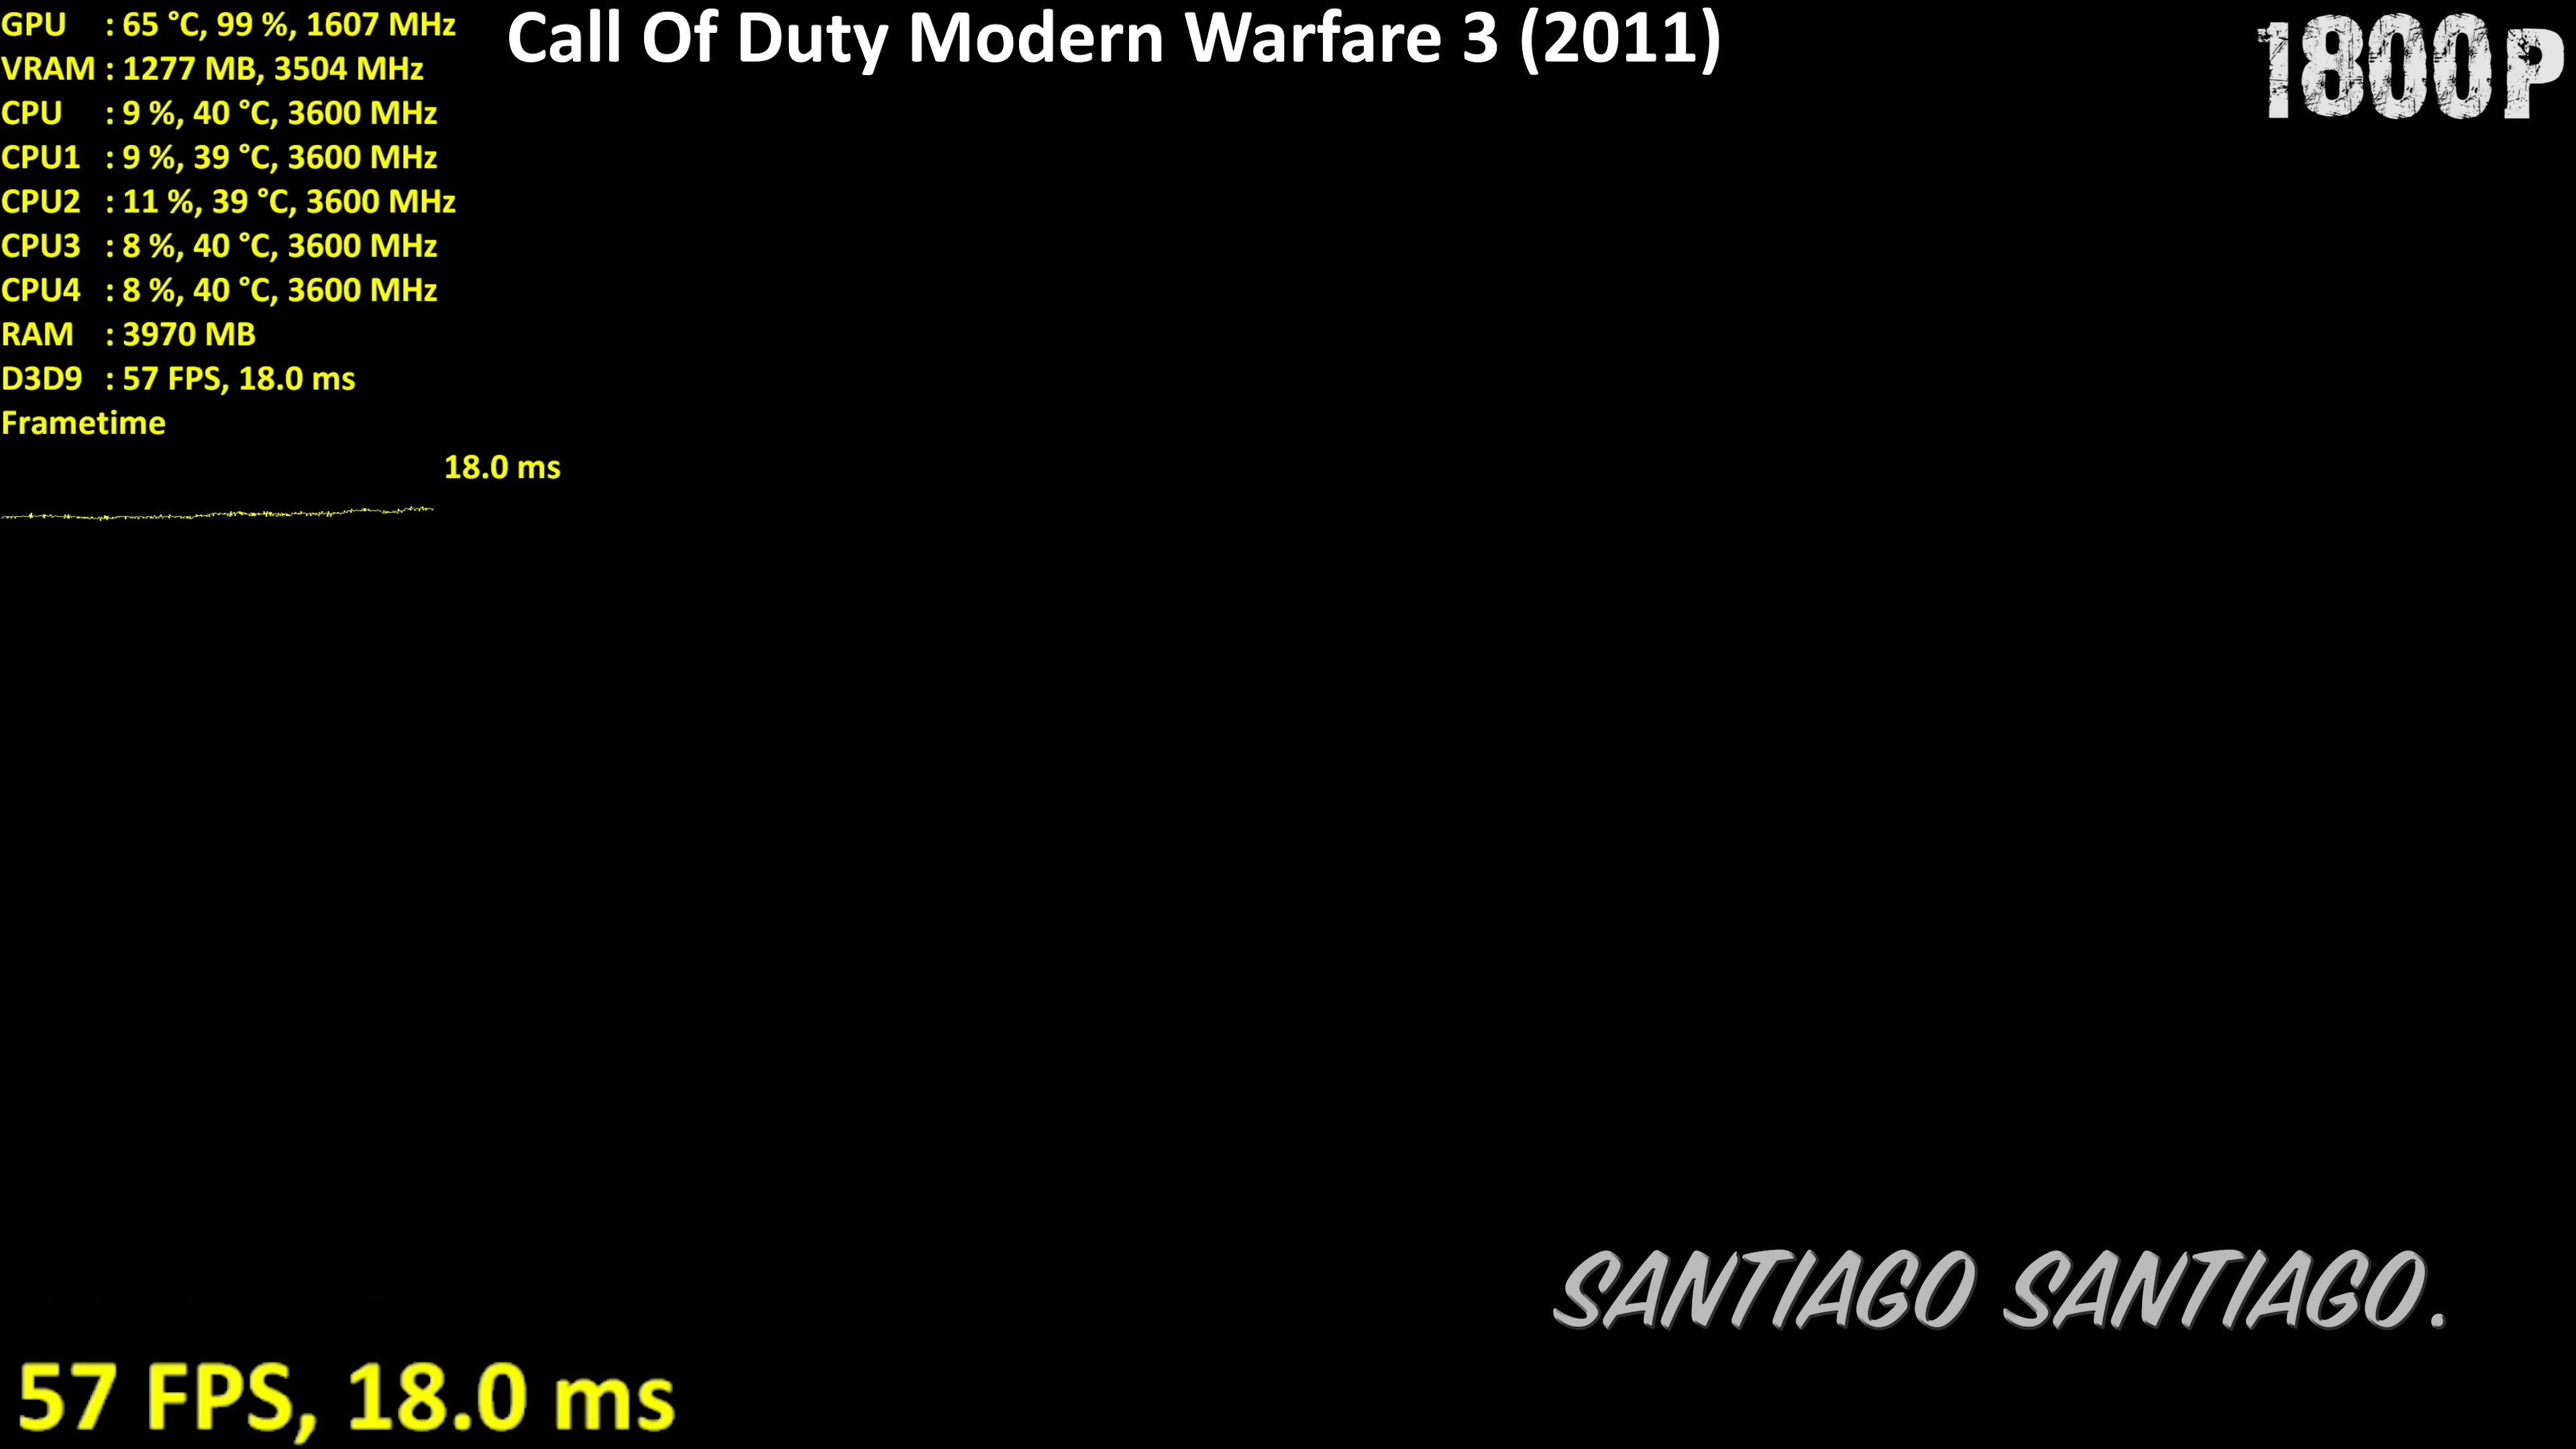 GPU : 65 °C, 99 %, 1607 MHz
Call Of Duty Modern Warfare 3 (2011)
1800P
VRAM : 1277 MB, 3504 MHz
CPU : 9 %, 40 °C, 3600 MHz
CPU1 : 9 %, 39 °C, 3600 MHz
CPU2 : 11 %, 39 °C, 3600 MHz
CPU3 : 8 %, 40 °C, 3600 MHz
CPU4 : 8 %, 40 °C, 3600 MHz
RAM : 3970 MB
D3D9 : 57 FPS, 18.0 ms
Frametime
18.0 ms
SANTIAGO SANTIAGO.
57 FPS, 18.0 ms